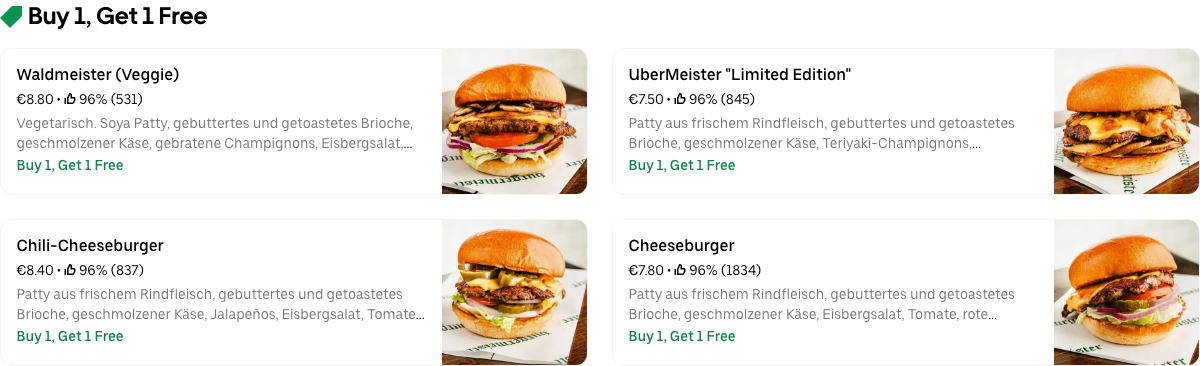 Buy 1, Get 1 Free
Waldmeister (Veggie)
€8.80 • 96% (531)
Vegetarisch. Soya Patty, gebuttertes und getoastetes Brioche,
geschmolzener Käse, gebratene Champignons, Eisbergsalat,...
Buy 1, Get 1 Free
burgermeister
UberMeister "Limited Edition"
€7.50 • 96% (845)
Patty aus frischem Rindfleisch, gebuttertes und getoastetes
Brioche, geschmolzener Käse, Teriyaki-Champignons,...
Buy 1, Get 1 Free
Chili-Cheeseburger
€8.40 • 96% (837)
Patty aus frischem Rindfleisch, gebuttertes und getoastetes
Brioche, geschmolzener Käse, Jalapeños, Eisbergsalat, Tomate...
Buy 1, Get 1 Free
Cheeseburger
€7.80 • 96% (1834)
Patty aus frischem Rindfleisch, gebuttertes und getoastetes
Brioche, geschmolzener Käse, Eisbergsalat, Tomate, rote...
Buy 1, Get 1 Free